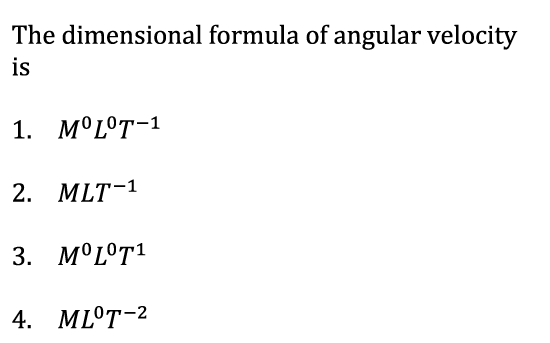 The dimensional formula of angular velocity
is
1. M⁰L⁰T⁻¹
2. MLT⁻¹
3. M⁰L⁰T¹
4. ML⁰T⁻²